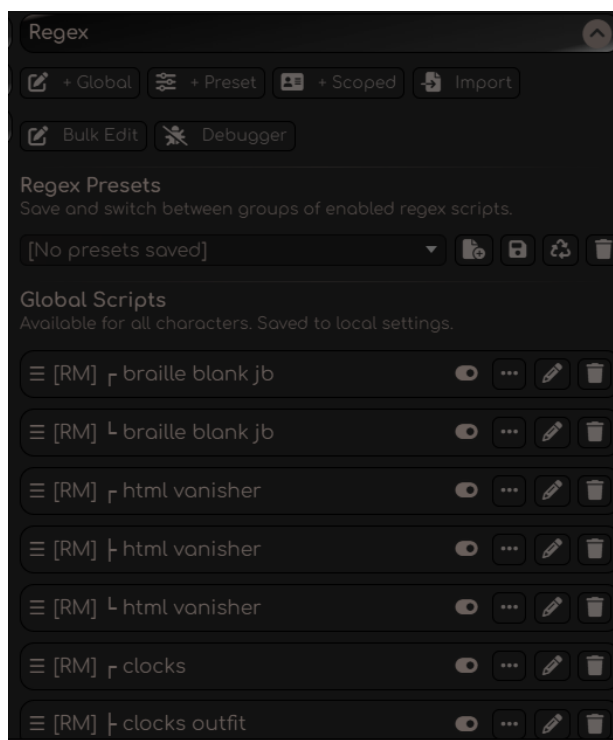 Regex
+ Global + Preset + Scoped Import
Bulk Edit Debugger
Regex Presets
Save and switch between groups of enabled regex scripts.
[No presets saved]
Global Scripts
Available for all characters. Saved to local settings.
☰ [RM] ┌ braille blank jb
☰ [RM] └ braille blank jb
☰ [RM] ┌ html vanisher
☰ [RM] ├ html vanisher
☰ [RM] └ html vanisher
☰ [RM] ┌ clocks
☰ [RM] ├ clocks outfit